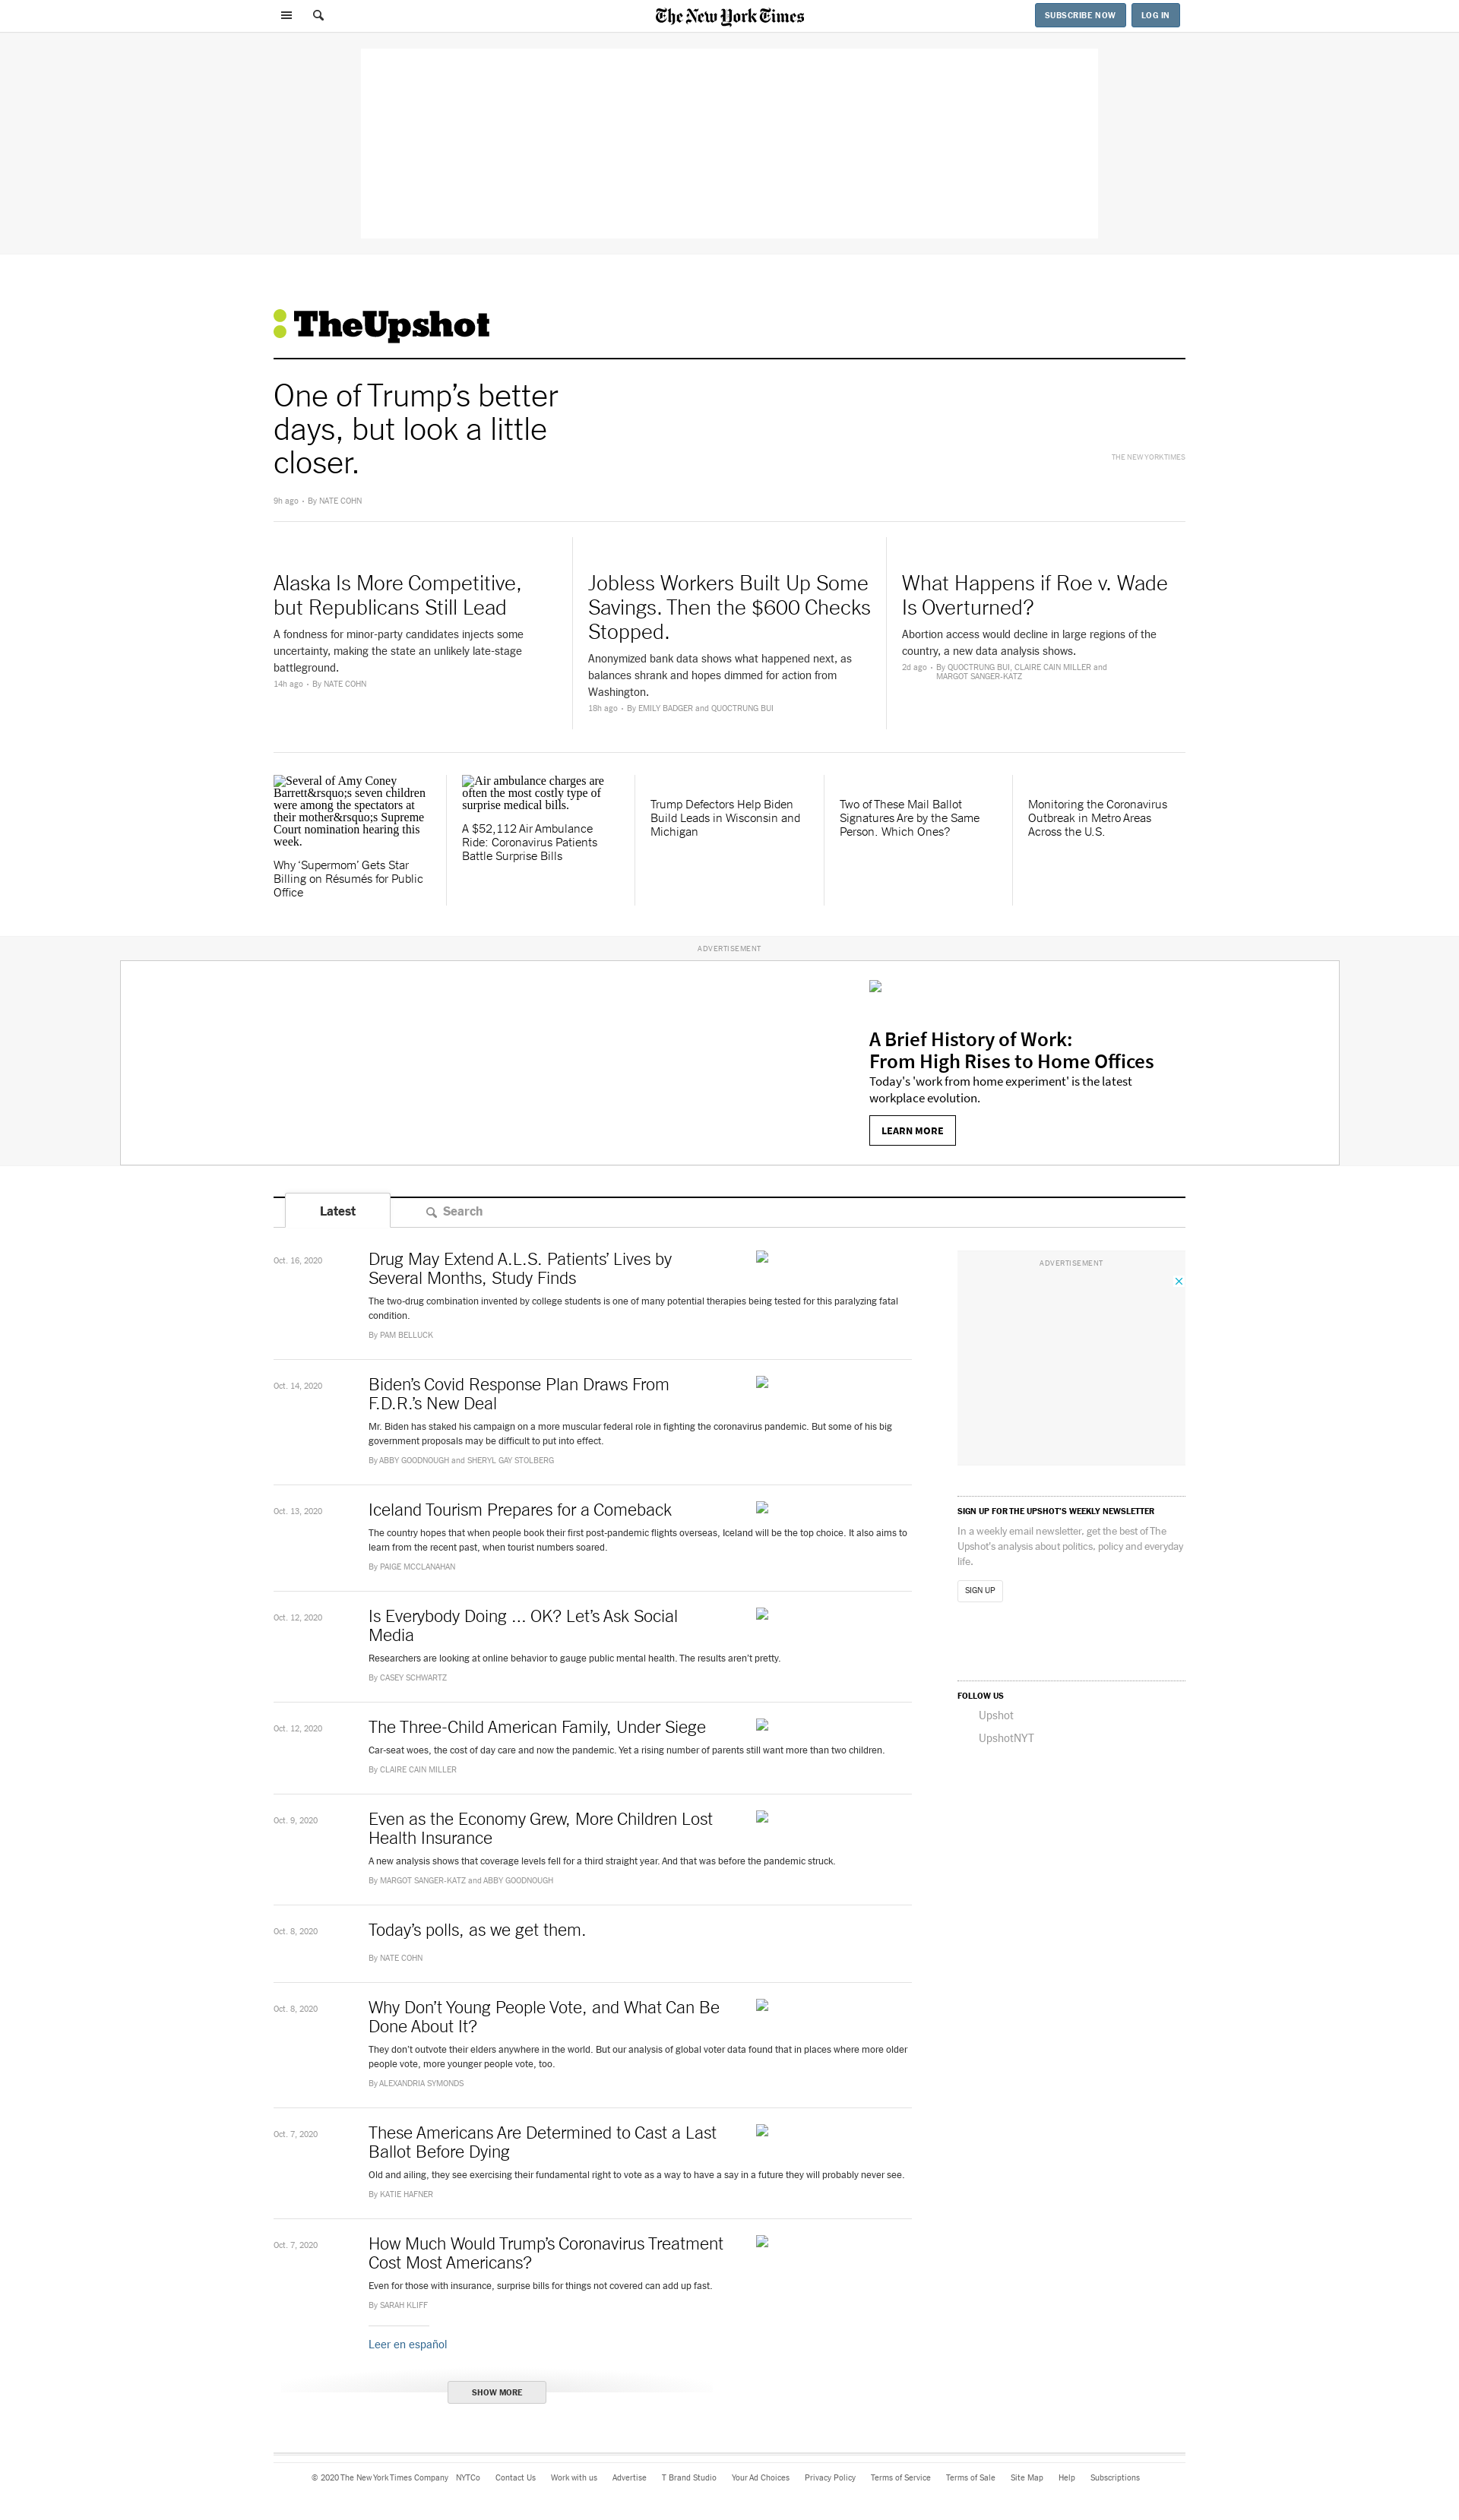 The New York Times
SUBSCRIBE NOW
LOG IN
TheUpshot
One of Trump’s better
days, but look a little
closer.
THE NEW YORK TIMES
9h ago • By NATE COHN
Alaska Is More Competitive,
but Republicans Still Lead
A fondness for minor-party candidates injects some
uncertainty, making the state an unlikely late-stage
battleground.
14h ago • By NATE COHN
Jobless Workers Built Up Some
Savings. Then the $600 Checks
Stopped.
Anonymized bank data shows what happened next, as
balances shrank and hopes dimmed for action from
Washington.
18h ago • By EMILY BADGER and QUOCTRUNG BUI
What Happens if Roe v. Wade
Is Overturned?
Abortion access would decline in large regions of the
country, a new data analysis shows.
2d ago • By QUOCTRUNG BUI, CLAIRE CAIN MILLER and
MARGOT SANGER-KATZ
Several of Amy Coney
Barrett&rsquo;s seven children
were among the spectators at
their mother&rsquo;s Supreme
Court nomination hearing this
week.
Why ‘Supermom’ Gets Star
Billing on Résumés for Public
Office
Air ambulance charges are
often the most costly type of
surprise medical bills.
A $52,112 Air Ambulance
Ride: Coronavirus Patients
Battle Surprise Bills
Trump Defectors Help Biden
Build Leads in Wisconsin and
Michigan
Two of These Mail Ballot
Signatures Are by the Same
Person. Which Ones?
Monitoring the Coronavirus
Outbreak in Metro Areas
Across the U.S.
ADVERTISEMENT
A Brief History of Work:
From High Rises to Home Offices
Today's 'work from home experiment' is the latest
workplace evolution.
LEARN MORE
Latest
Search
Oct. 16, 2020
Drug May Extend A.L.S. Patients’ Lives by
Several Months, Study Finds
The two-drug combination invented by college students is one of many potential therapies being tested for this paralyzing fatal
condition.
By PAM BELLUCK
Oct. 14, 2020
Biden’s Covid Response Plan Draws From
F.D.R.’s New Deal
Mr. Biden has staked his campaign on a more muscular federal role in fighting the coronavirus pandemic. But some of his big
government proposals may be difficult to put into effect.
By ABBY GOODNOUGH and SHERYL GAY STOLBERG
Oct. 13, 2020
Iceland Tourism Prepares for a Comeback
The country hopes that when people book their first post-pandemic flights overseas, Iceland will be the top choice. It also aims to
learn from the recent past, when tourist numbers soared.
By PAIGE MCCLANAHAN
Oct. 12, 2020
Is Everybody Doing ... OK? Let’s Ask Social
Media
Researchers are looking at online behavior to gauge public mental health. The results aren’t pretty.
By CASEY SCHWARTZ
Oct. 12, 2020
The Three-Child American Family, Under Siege
Car-seat woes, the cost of day care and now the pandemic. Yet a rising number of parents still want more than two children.
By CLAIRE CAIN MILLER
Oct. 9, 2020
Even as the Economy Grew, More Children Lost
Health Insurance
A new analysis shows that coverage levels fell for a third straight year. And that was before the pandemic struck.
By MARGOT SANGER-KATZ and ABBY GOODNOUGH
Oct. 8, 2020
Today’s polls, as we get them.
By NATE COHN
Oct. 8, 2020
Why Don’t Young People Vote, and What Can Be
Done About It?
They don’t outvote their elders anywhere in the world. But our analysis of global voter data found that in places where more older
people vote, more younger people vote, too.
By ALEXANDRIA SYMONDS
Oct. 7, 2020
These Americans Are Determined to Cast a Last
Ballot Before Dying
Old and ailing, they see exercising their fundamental right to vote as a way to have a say in a future they will probably never see.
By KATIE HAFNER
Oct. 7, 2020
How Much Would Trump’s Coronavirus Treatment
Cost Most Americans?
Even for those with insurance, surprise bills for things not covered can add up fast.
By SARAH KLIFF
Leer en español
SHOW MORE
ADVERTISEMENT
SIGN UP FOR THE UPSHOT’S WEEKLY NEWSLETTER
In a weekly email newsletter, get the best of The
Upshot’s analysis about politics, policy and everyday
life.
SIGN UP
FOLLOW US
Upshot
UpshotNYT
© 2020 The New York Times Company NYTCo Contact Us Work with us Advertise T Brand Studio Your Ad Choices Privacy Policy Terms of Service Terms of Sale Site Map Help Subscriptions